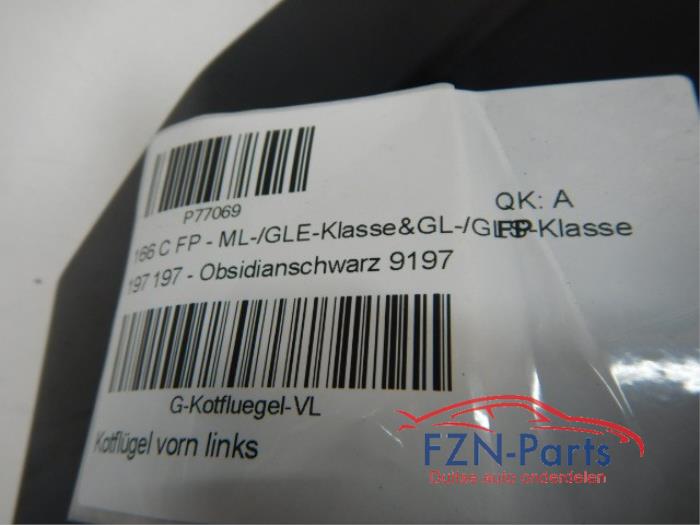 P77069
QK: A
166 C FP - ML-/GLE-Klasse&GL-/GLS-Klasse
FP
197 197 - Obsidianschwarz 9197
G-Kotfluegel-VL
Kotflügel vorn links
FZN-Parts
Duitse auto onderdelen